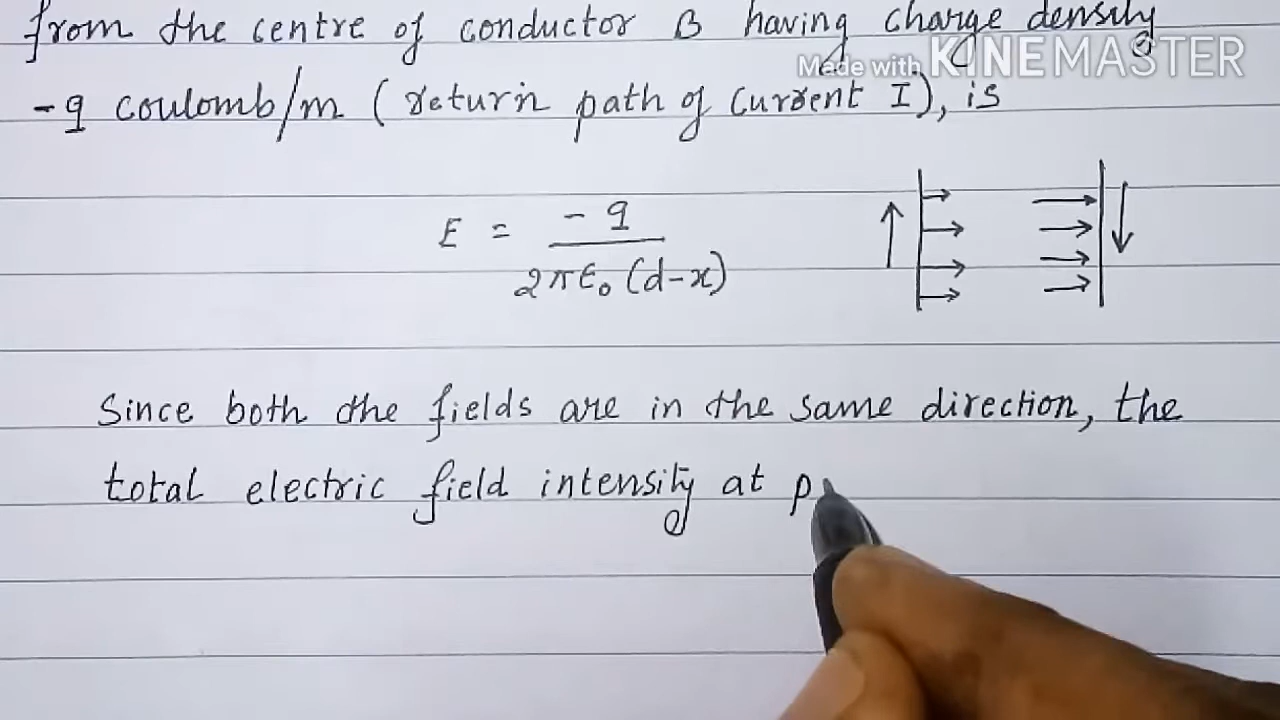 from the centre of conductor B having charge density
Made with KINEMASTER
-q coulomb/m (return path of current I), is
E = -q / 2πϵ₀ (d-x)
Since both the fields are in the same direction, the
total electric field intensity at p